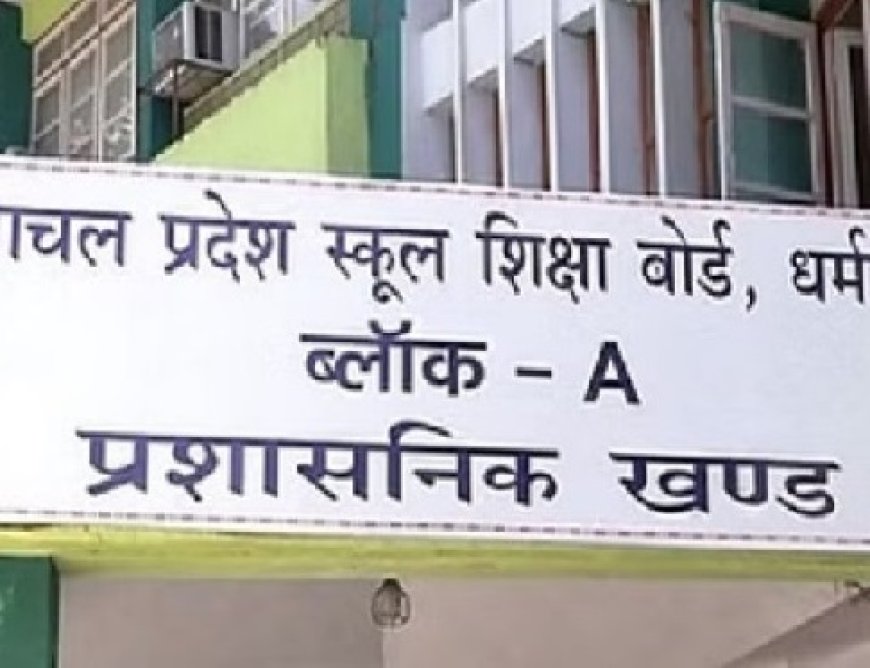 ाचल प्रदेश स्कूल शिक्षा बोर्ड, धर्म
ब्लॉक - A
प्रशासनिक खण्ड